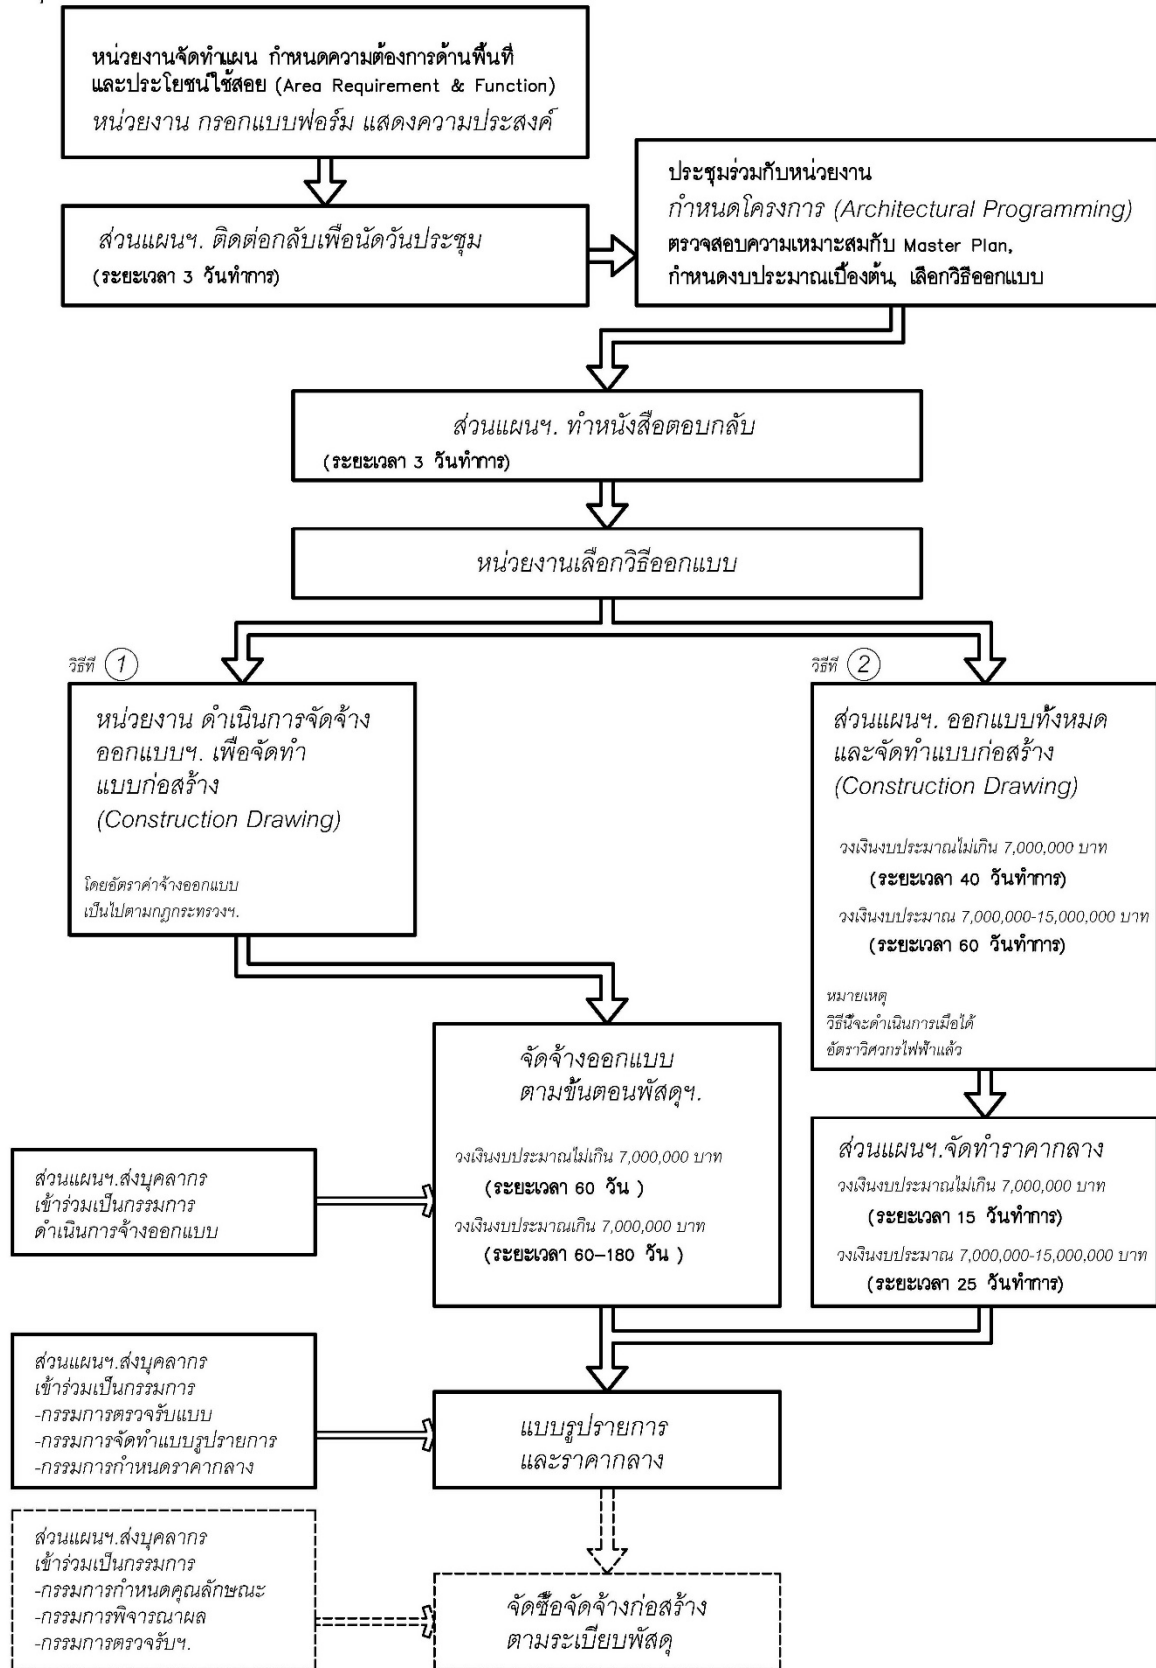 หน่วยงานจัดทำแผน กำหนดความต้องการด้านพื้นที่
และประโยชน์ใช้สอย (Area Requirement & Function)
หน่วยงาน กรอกแบบฟอร์ม แสดงความประสงค์
ส่วนแผนฯ. ติดต่อกลับเพื่อนัดวันประชุม
(ระยะเวลา 3 วันทำการ)
ประชุมร่วมกับหน่วยงาน
กำหนดโครงการ (Architectural Programming)
ตรวจสอบความเหมาะสมกับ Master Plan,
กำหนดงบประมาณเบื้องต้น, เลือกวิธีออกแบบ
ส่วนแผนฯ. ทำหนังสือตอบกลับ
(ระยะเวลา 3 วันทำการ)
หน่วยงานเลือกวิธีออกแบบ
วิธีที่ 1
หน่วยงาน ดำเนินการจัดจ้าง
ออกแบบฯ. เพื่อจัดทำ
แบบก่อสร้าง
(Construction Drawing)
โดยอัตราค่าจ้างออกแบบ
เป็นไปตามกฎกระทรวงฯ.
วิธีที่ 2
ส่วนแผนฯ. ออกแบบทั้งหมด
และจัดทำแบบก่อสร้าง
(Construction Drawing)
วงเงินงบประมาณไม่เกิน 7,000,000 บาท
(ระยะเวลา 40 วันทำการ)
วงเงินงบประมาณ 7,000,000-15,000,000 บาท
(ระยะเวลา 60 วันทำการ)
หมายเหตุ
วิธีนี้จะดำเนินการเมื่อได้
อัตราวิศวกรไฟฟ้าแล้ว
จัดจ้างออกแบบ
ตามขั้นตอนพัสดุฯ.
วงเงินงบประมาณไม่เกิน 7,000,000 บาท
(ระยะเวลา 60 วัน )
วงเงินงบประมาณเกิน 7,000,000 บาท
(ระยะเวลา 60-180 วัน )
ส่วนแผนฯ.จัดทำราคากลาง
วงเงินงบประมาณไม่เกิน 7,000,000 บาท
(ระยะเวลา 15 วันทำการ)
วงเงินงบประมาณ 7,000,000-15,000,000 บาท
(ระยะเวลา 25 วันทำการ)
ส่วนแผนฯ.ส่งบุคลากร
เข้าร่วมเป็นกรรมการ
ดำเนินการจ้างออกแบบ
ส่วนแผนฯ.ส่งบุคลากร
เข้าร่วมเป็นกรรมการ
-กรรมการตรวจรับแบบ
-กรรมการจัดทำแบบรูปรายการ
-กรรมการกำหนดราคากลาง
แบบรูปรายการ
และราคากลาง
ส่วนแผนฯ.ส่งบุคลากร
เข้าร่วมเป็นกรรมการ
-กรรมการกำหนดคุณลักษณะ
-กรรมการพิจารณาผล
-กรรมการตรวจรับฯ.
จัดซื้อจัดจ้างก่อสร้าง
ตามระเบียบพัสดุ